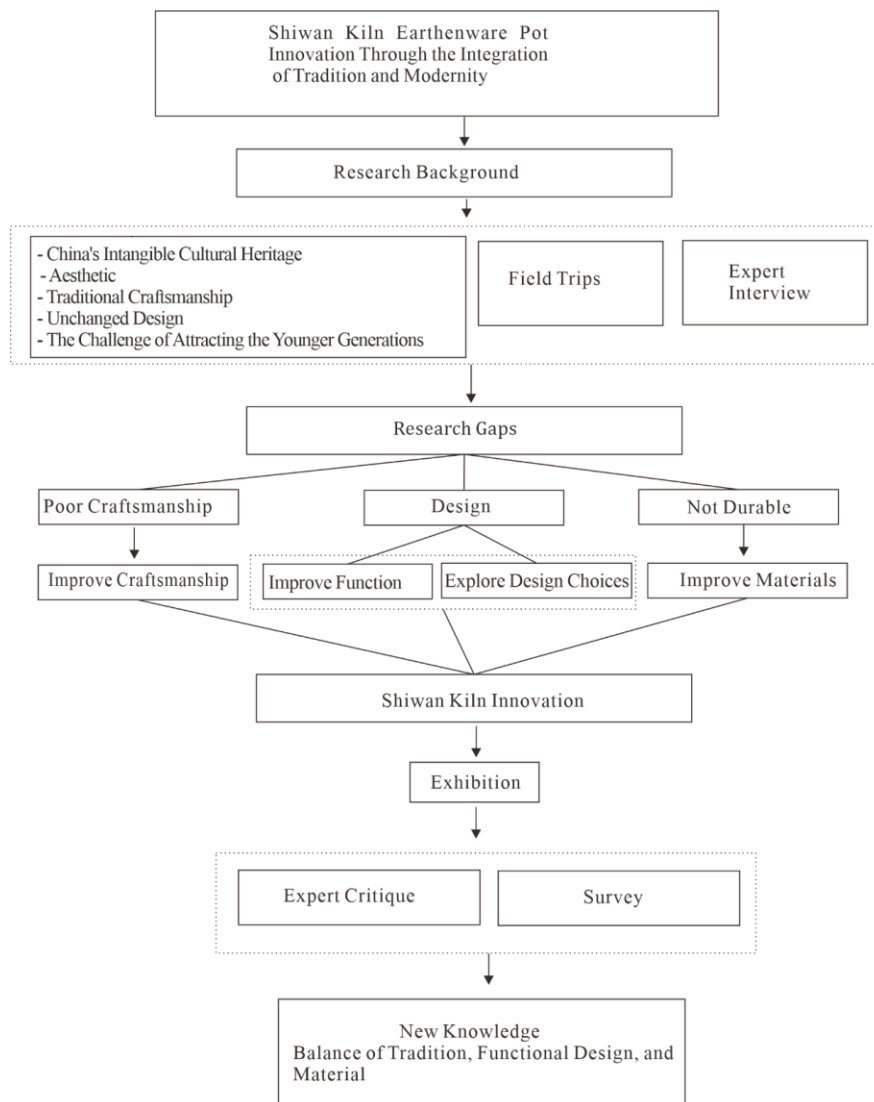 Shiwan Kiln Earthenware Pot
Innovation Through the Integration
of Tradition and Modernity
Research Background
- China's Intangible Cultural Heritage
- Aesthetic
- Traditional Craftsmanship
- Unchanged Design
- The Challenge of Attracting the Younger Generations
Field Trips
Expert
Interview
Research Gaps
Poor Craftsmanship
Design
Not Durable
Improve Craftsmanship
Improve Function
Explore Design Choices
Improve Materials
Shiwan Kiln Innovation
Exhibition
Expert Critique
Survey
New Knowledge
Balance of Tradition, Functional Design, and
Material